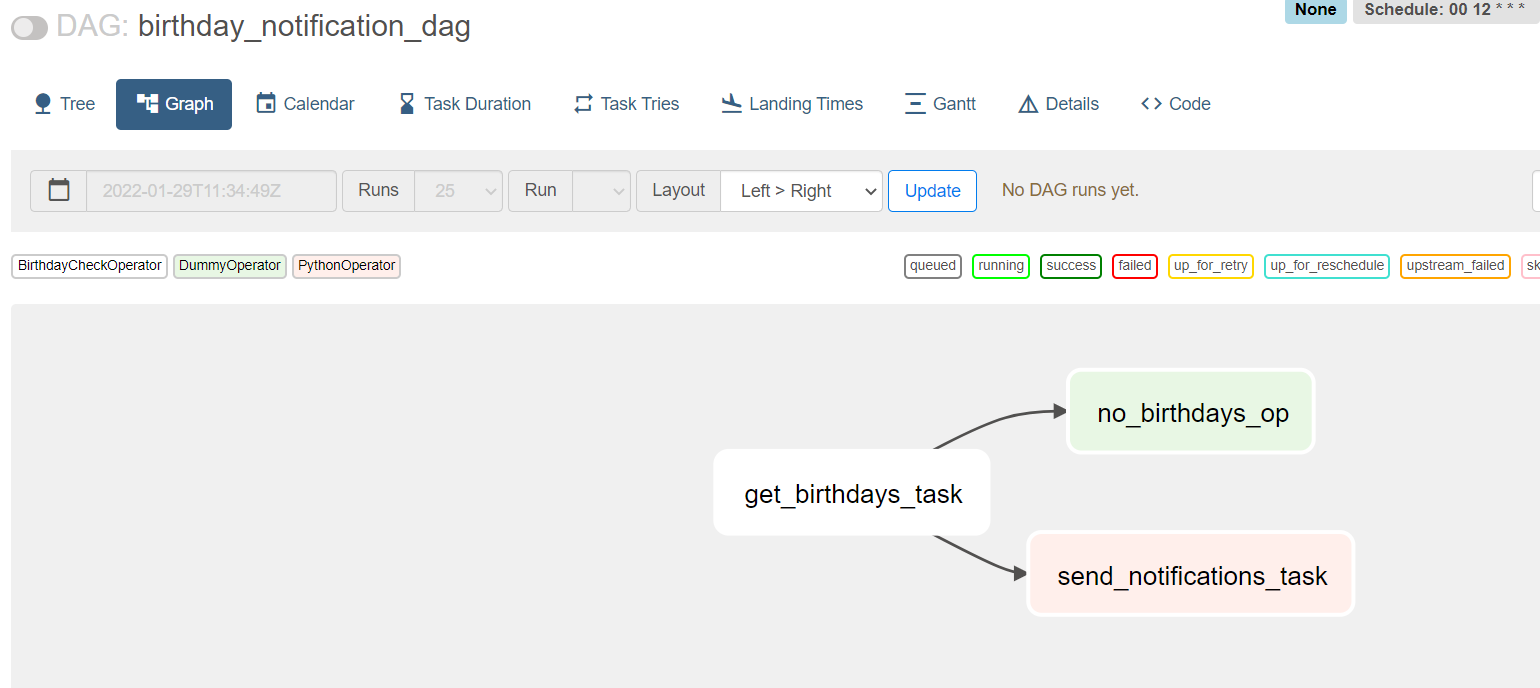 DAG: birthday_notification_dag
None
Schedule: 00 12 * * *
Tree
Graph
Calendar
Task Duration
Task Tries
Landing Times
Gantt
Details
<> Code
2022-01-29T11:34:49Z
Runs
25
Run
Layout
Left > Right
Update
No DAG runs yet.
BirthdayCheckOperator
DummyOperator
PythonOperator
queued
running
success
failed
up_for_retry
up_for_reschedule
upstream_failed
sk
no_birthdays_op
get_birthdays_task
send_notifications_task